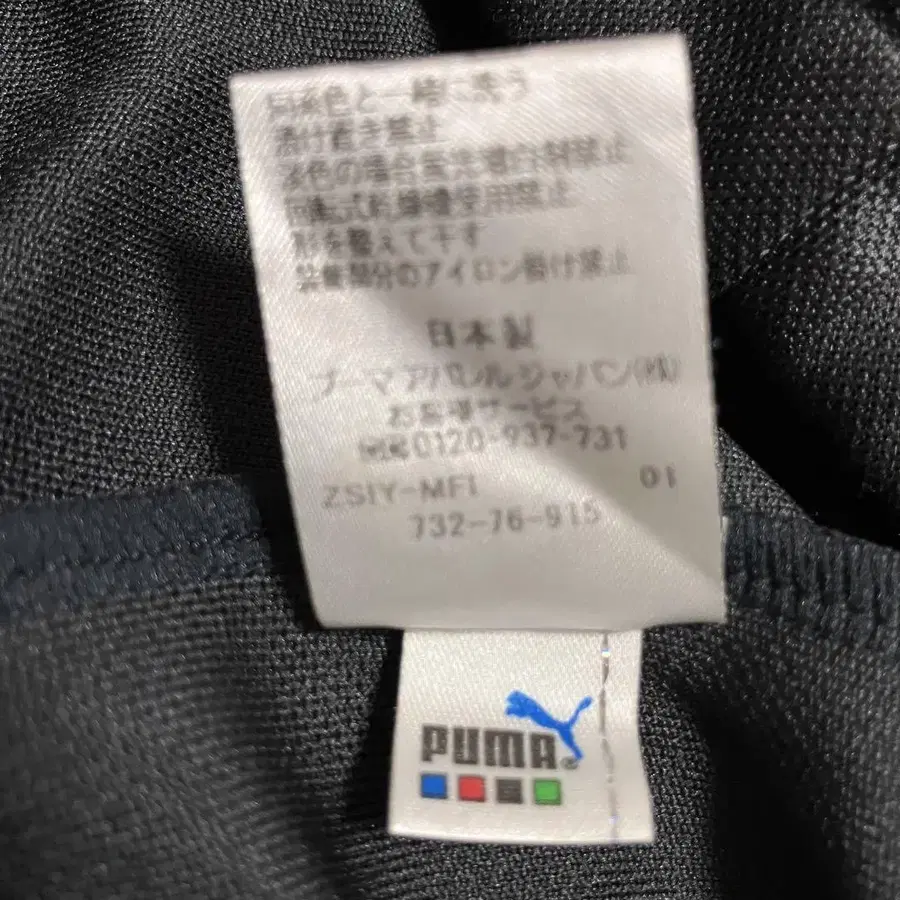 同系色と一緒に洗う
漬け置き禁止
淡色の場合蛍光増白剤禁止
回転式乾燥機使用禁止
形を整えて干す
装飾部分のアイロン掛け禁止
日本製
プーマアパレルジャパン(株)
お客様サービス
0120-937-731
ZSIY-MFI 01
732-76-915
PUMA®